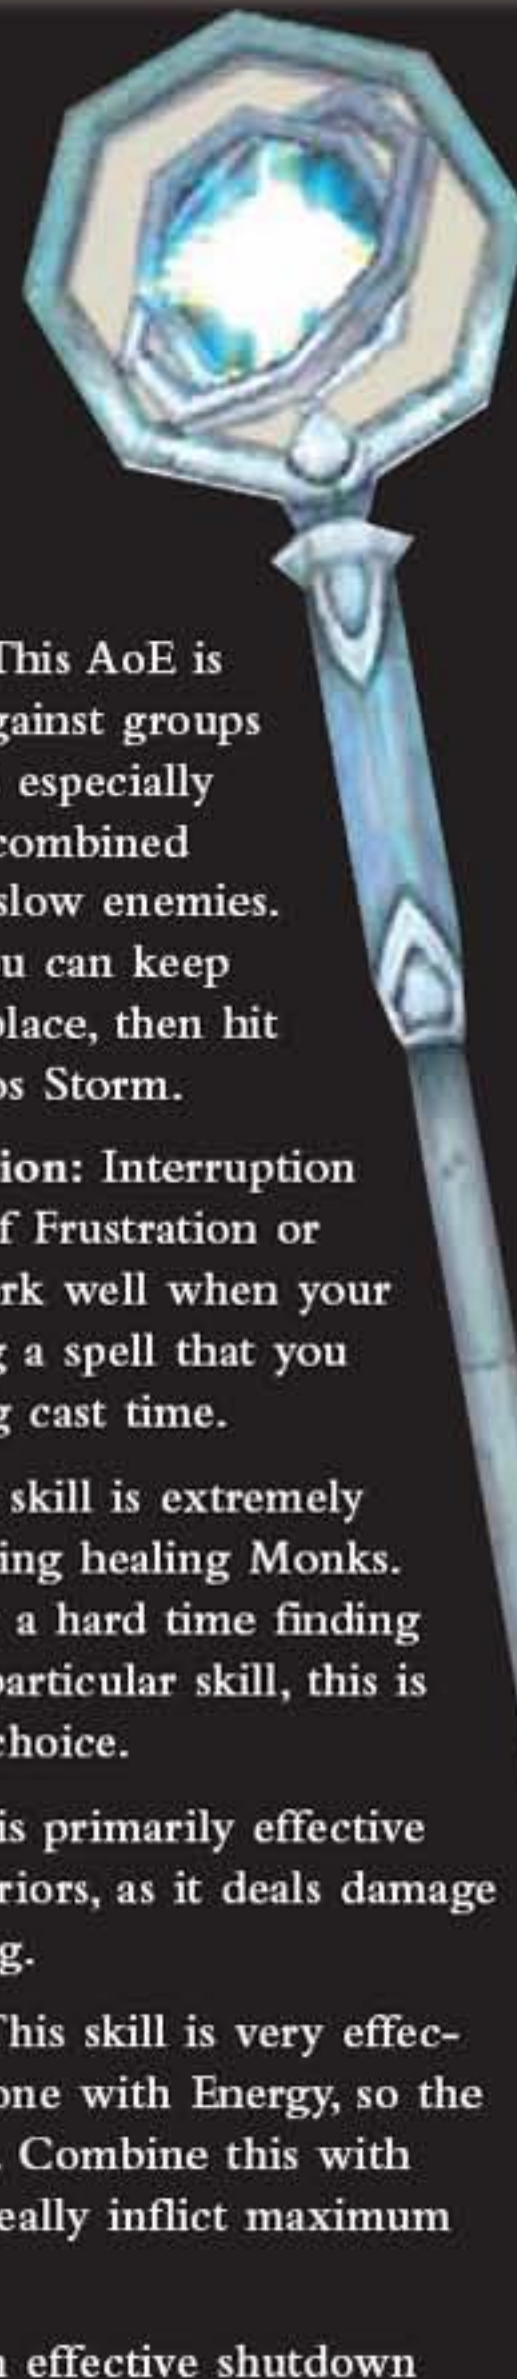 This AoE is
gainst groups
especially
combined
slow enemies.
u can keep
place, then hit
os Storm.
ion: Interruption
f Frustration or
rk well when your
g a spell that you
g cast time.
skill is extremely
ing healing Monks.
a hard time finding
particular skill, this is
choice.
is primarily effective
riors, as it deals damage
g.
This skill is very effec-
one with Energy, so the
. Combine this with
eally inflict maximum
n effective shutdown